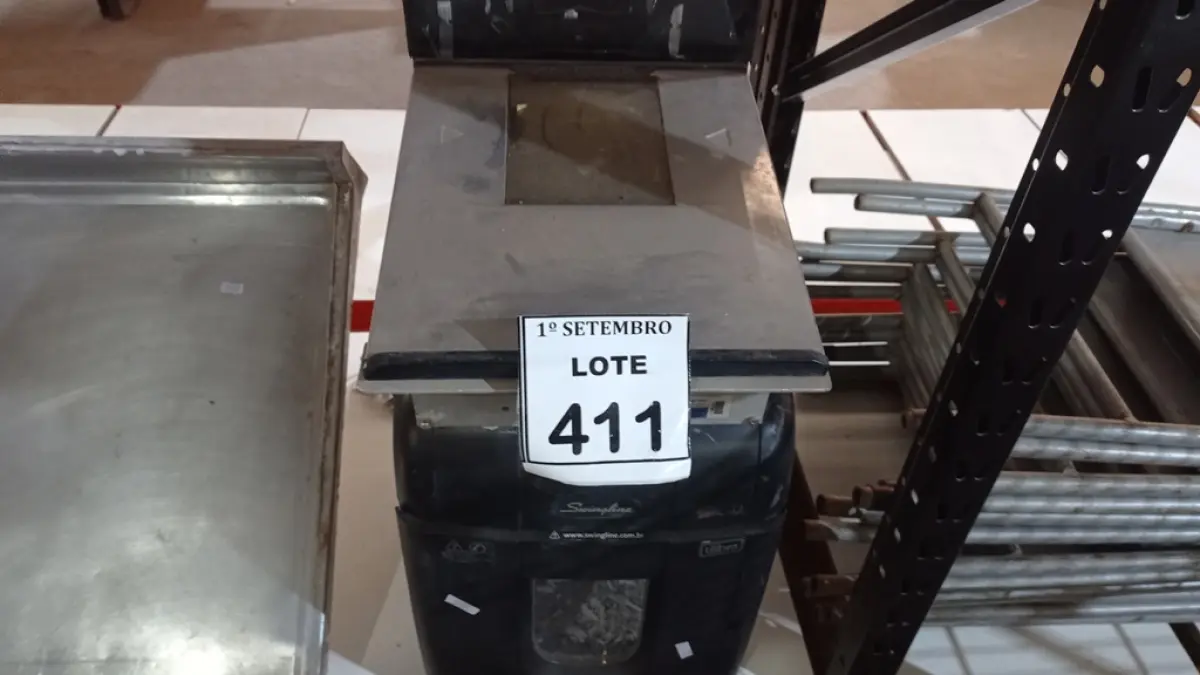 1º SETEMBRO
LOTE
411
Swingline
www.swingline.com.br